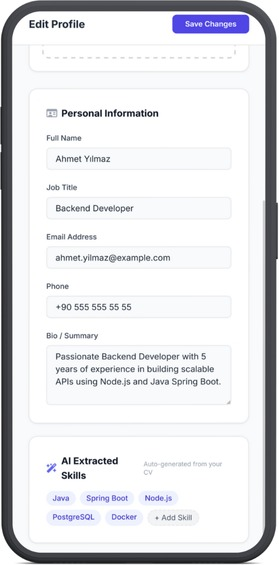 Edit Profile
Save Changes
Personal Information
Full Name
Ahmet Yılmaz
Job Title
Backend Developer
Email Address
ahmet.yilmaz@example.com
Phone
+90 555 555 55 55
Bio / Summary
Passionate Backend Developer with 5
years of experience in building scalable
APIs using Node.js and Java Spring Boot.
AI Extracted
Skills
Auto-generated from your
CV
Java Spring Boot Node.js
PostgreSQL Docker + Add Skill